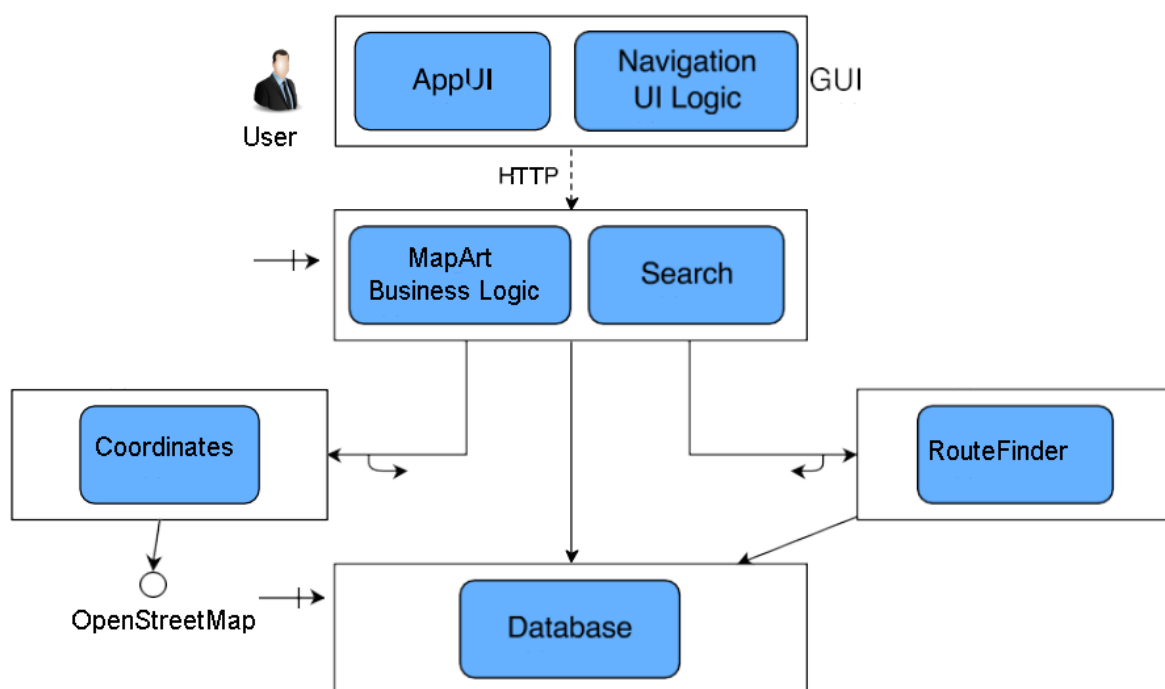 AppUI
Navigation
UI Logic
GUI
User
HTTP
MapArt
Business Logic
Search
Coordinates
RouteFinder
OpenStreetMap
Database